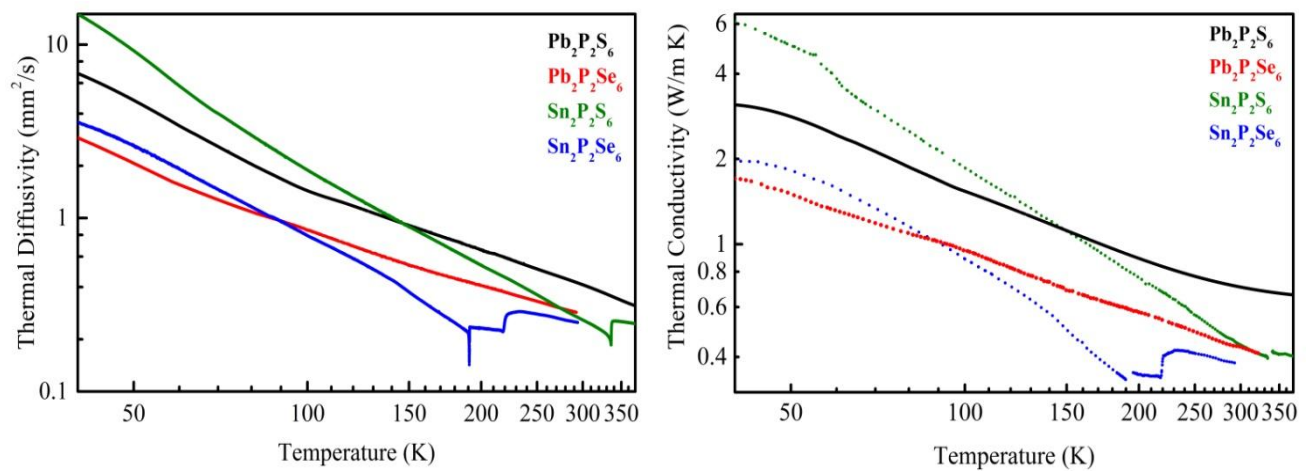 Thermal Diffusivity (mm²/s)
10
1
0.1
Pb₂P₂S₆
Pb₂P₂Se₆
Sn₂P₂S₆
Sn₂P₂Se₆
50 100 150 200 300 350
Temperature (K)
Thermal Conductivity (W/m K)
6
4
2
1
0.8
0.6
0.4
Pb₂P₂S₆
Pb₂P₂Se₆
Sn₂P₂S₆
Sn₂P₂Se₆
50 100 200 250 300 350
Temperature (K)